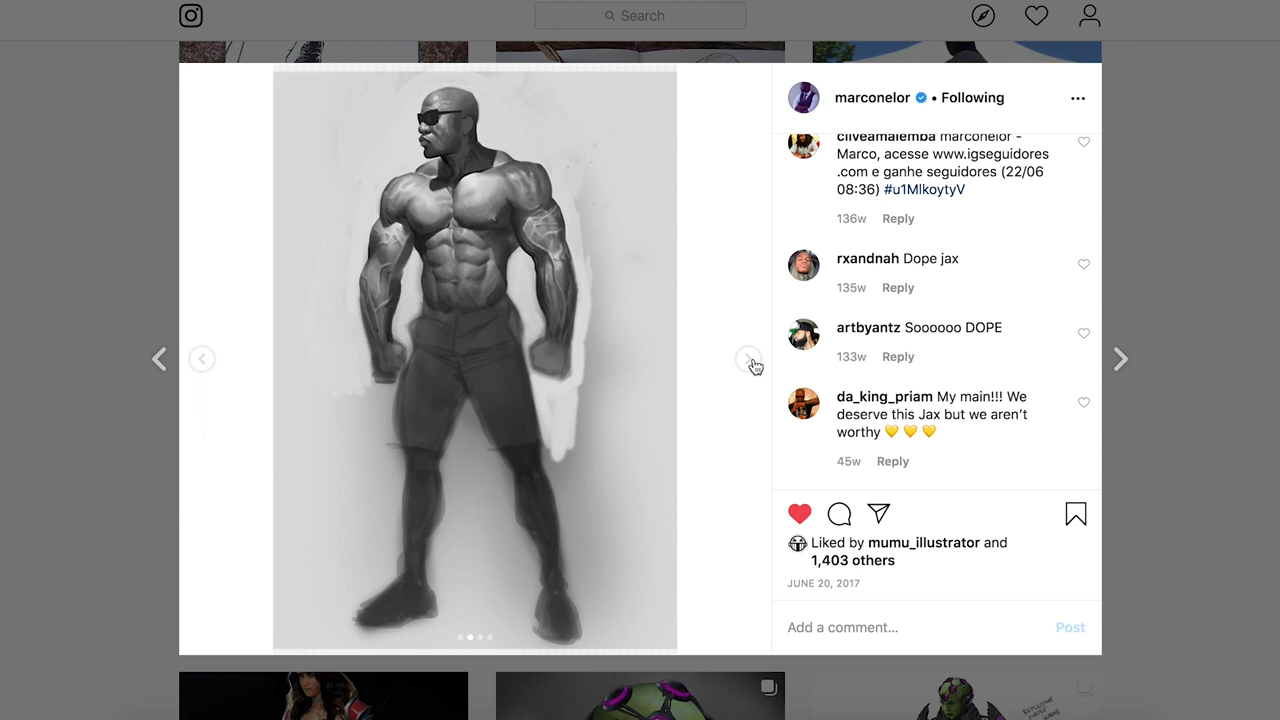 Search
marconelor • Following
cliveamalemba marconelor -
Marco, acesse www.igseguidores
.com e ganhe seguidores (22/06
08:36) #u1MlkoytyV
136w Reply
rxandnah Dope jax
135w Reply
artbyantz Soooooo DOPE
133w Reply
da_king_priam My main!!! We
deserve this Jax but we aren’t
worthy 💛 💛 💛
45w Reply
Liked by mumu_illustrator and
1,403 others
JUNE 20, 2017
Add a comment... Post